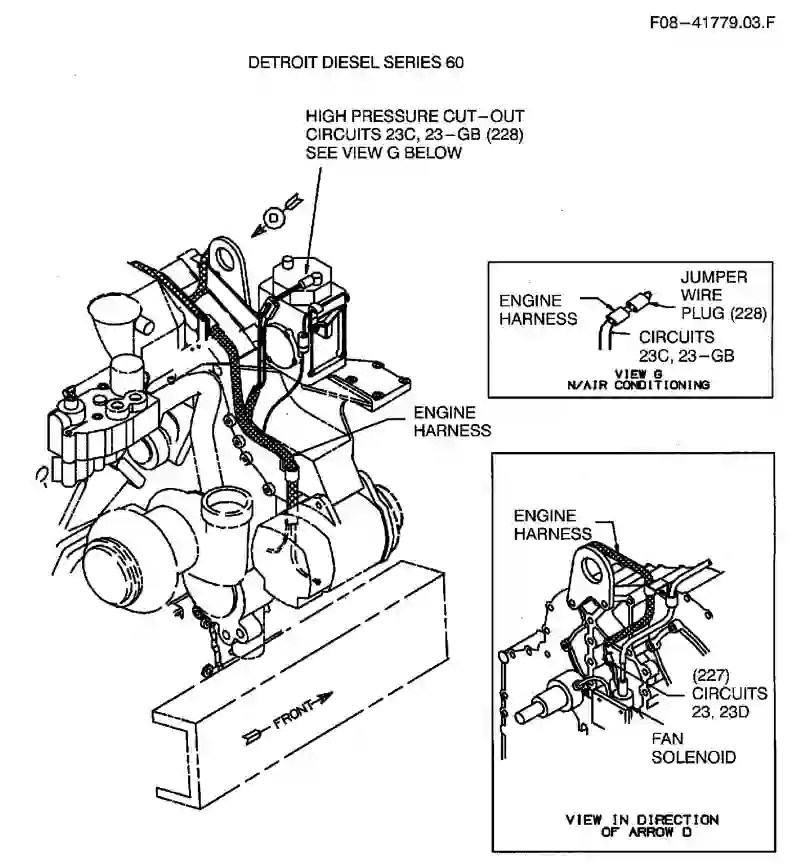 F08-41779.03.F
DETROIT DIESEL SERIES 60
HIGH PRESSURE CUT-OUT
CIRCUITS 23C, 23-GB (228)
SEE VIEW G BELOW
D
ENGINE
HARNESS
JUMPER
WIRE
PLUG (228)
CIRCUITS
23C, 23-GB
VIEW G
N/AIR CONDITIONING
ENGINE
HARNESS
ENGINE
HARNESS
(227)
CIRCUITS
23, 23D
FAN
SOLENOID
VIEW IN DIRECTION
OF ARROW D
FRONT